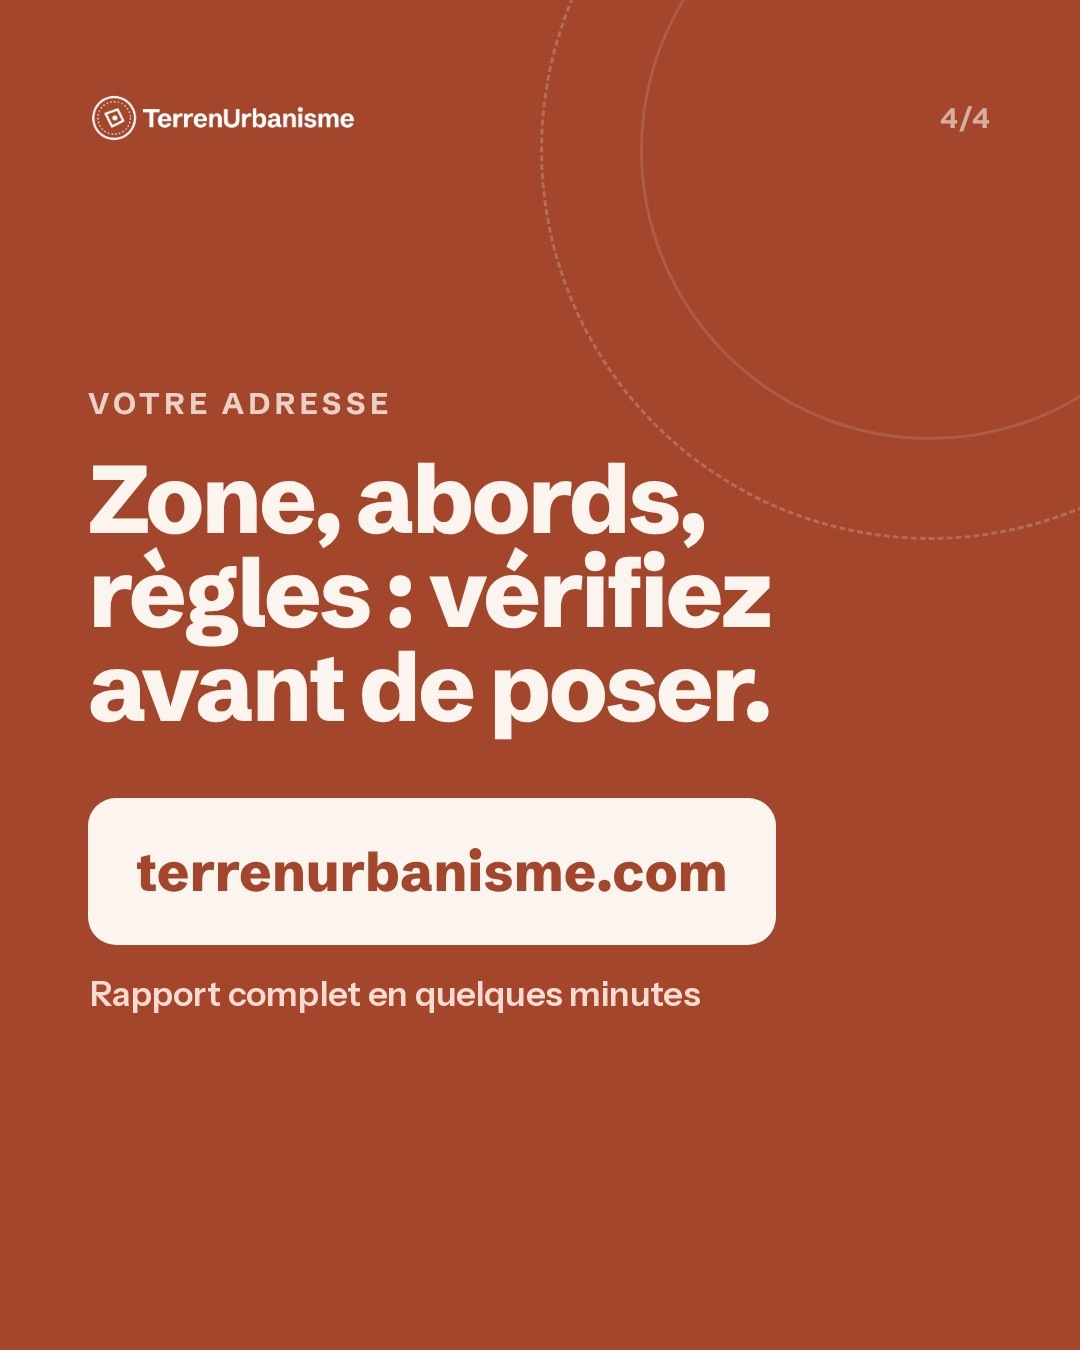 TerrenUrbanisme
4/4
VOTRE ADRESSE
Zone, abords,
règles : vérifiez
avant de poser.
terrenurbanisme.com
Rapport complet en quelques minutes